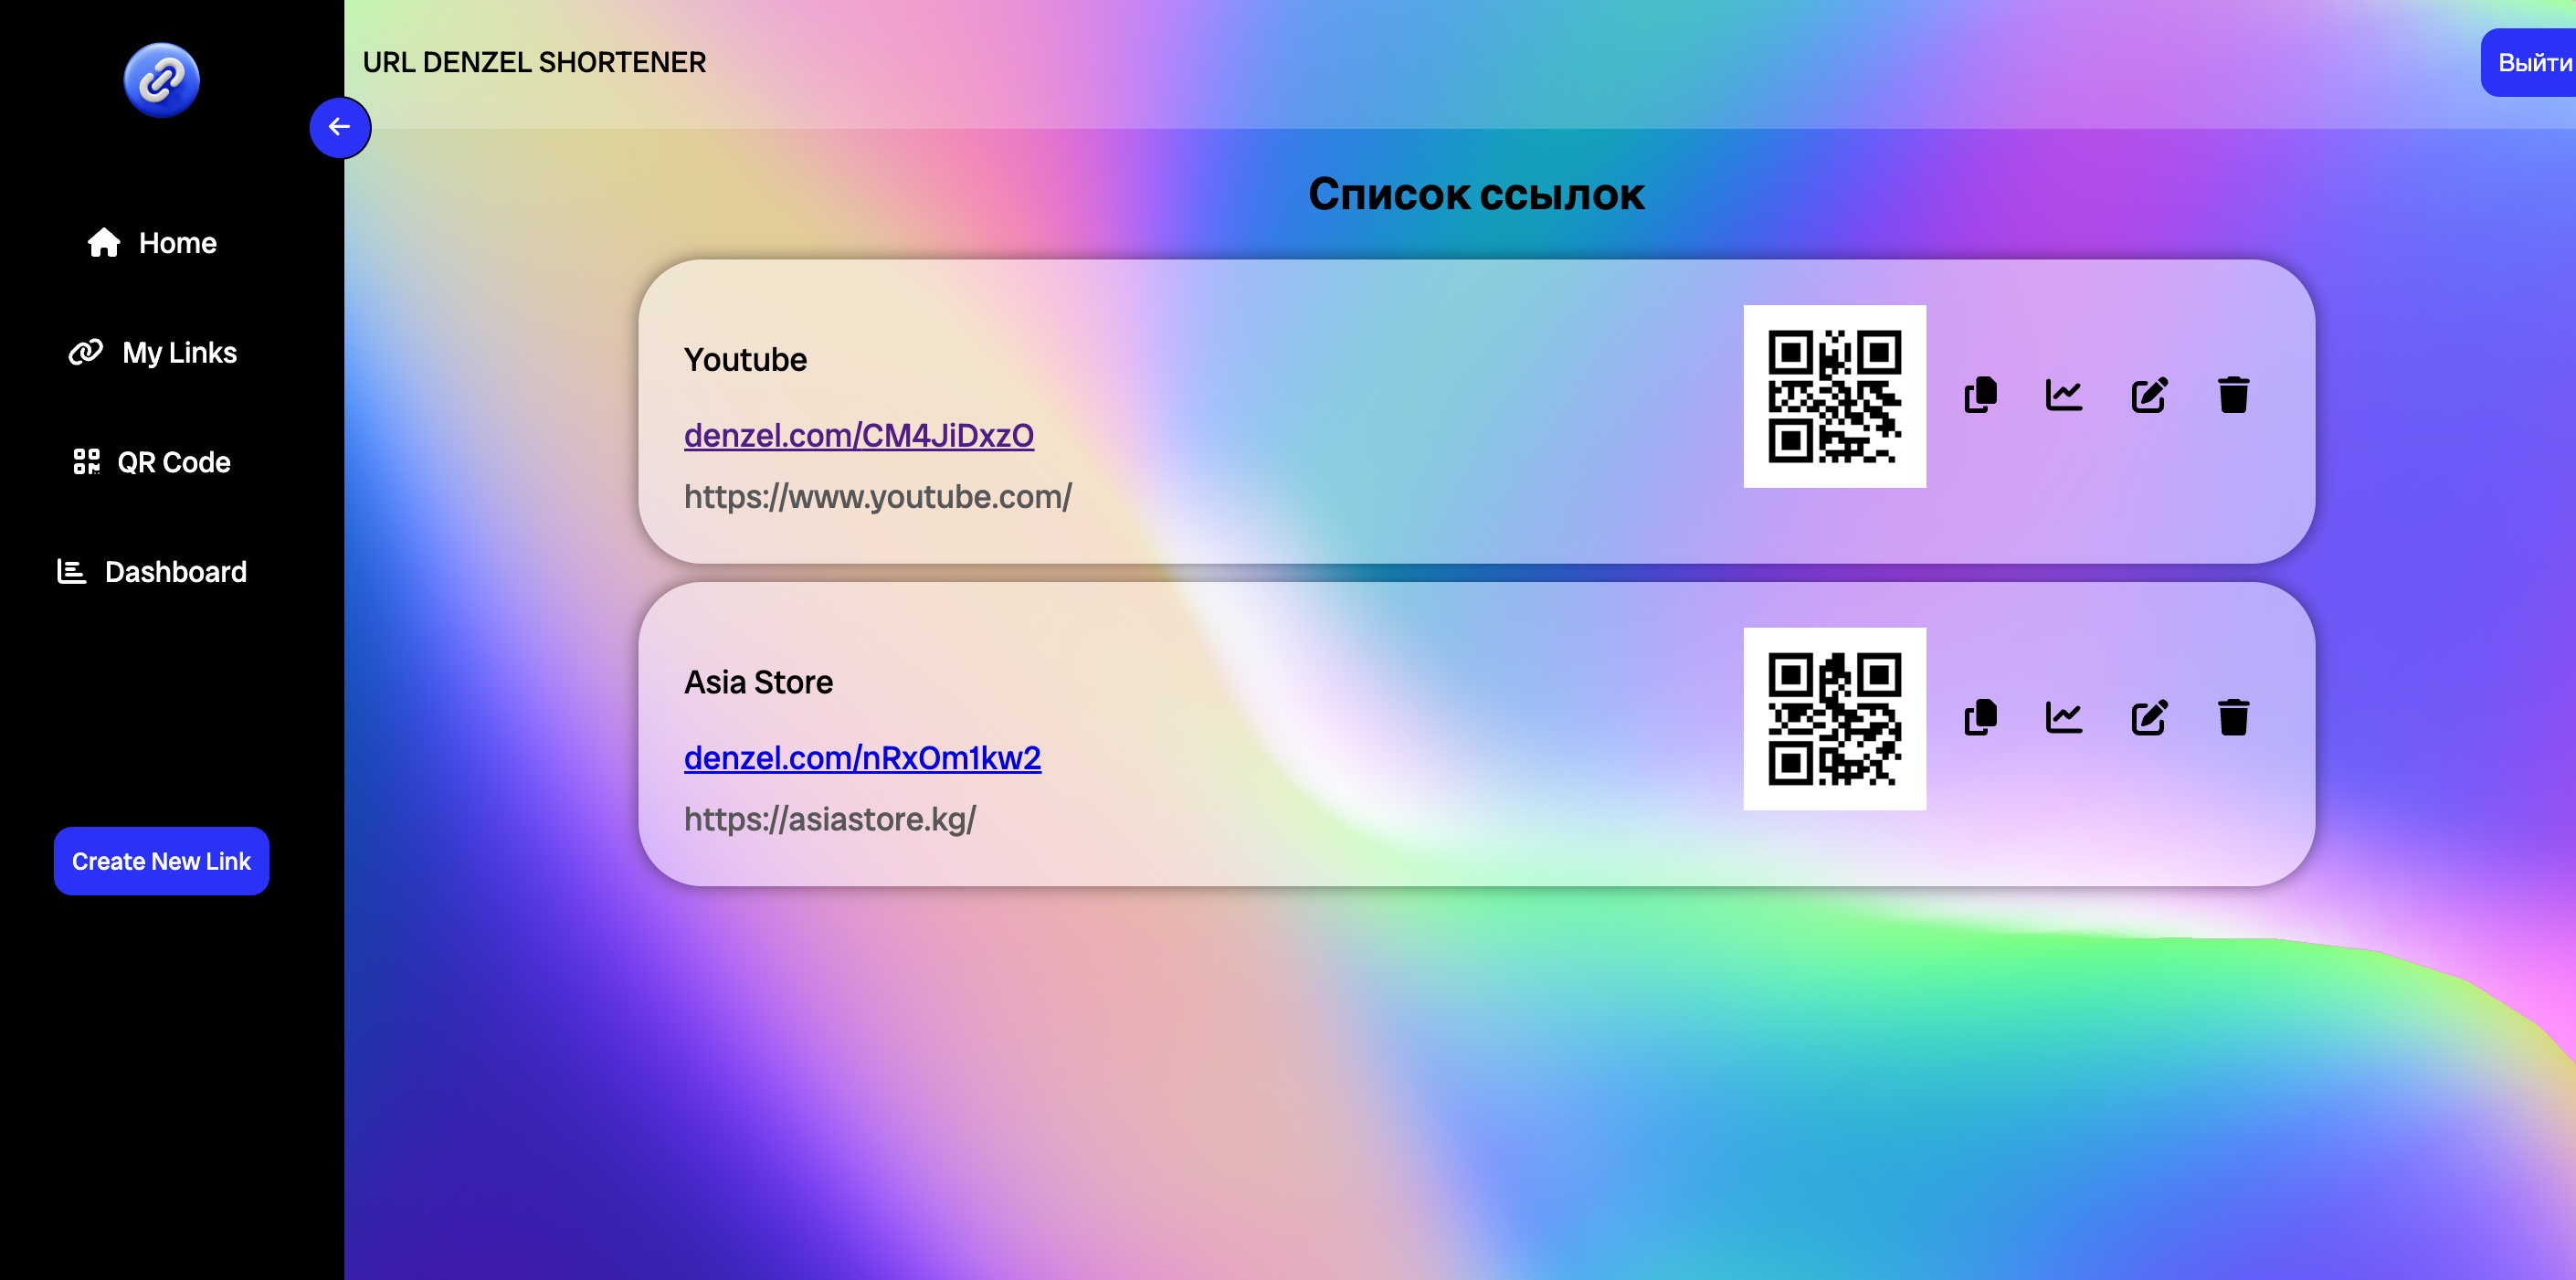 URL DENZEL SHORTENER
Выйти
Home
My Links
QR Code
Dashboard
Create New Link
Список ссылок
Youtube
denzel.com/CM4JiDxzO
https://www.youtube.com/
Asia Store
denzel.com/nRxOm1kw2
https://asiastore.kg/